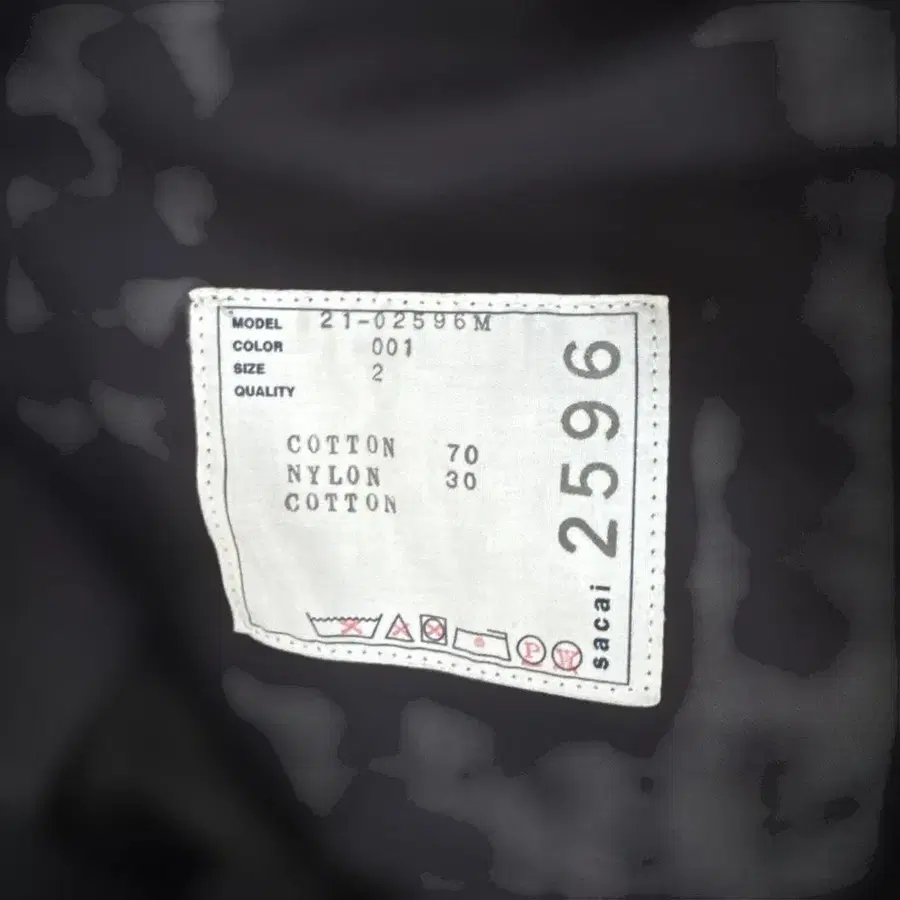 MODEL 21-02596M
COLOR 001
SIZE 2
QUALITY
COTTON 70
NYLON 30
COTTON
P W
sacai 2596